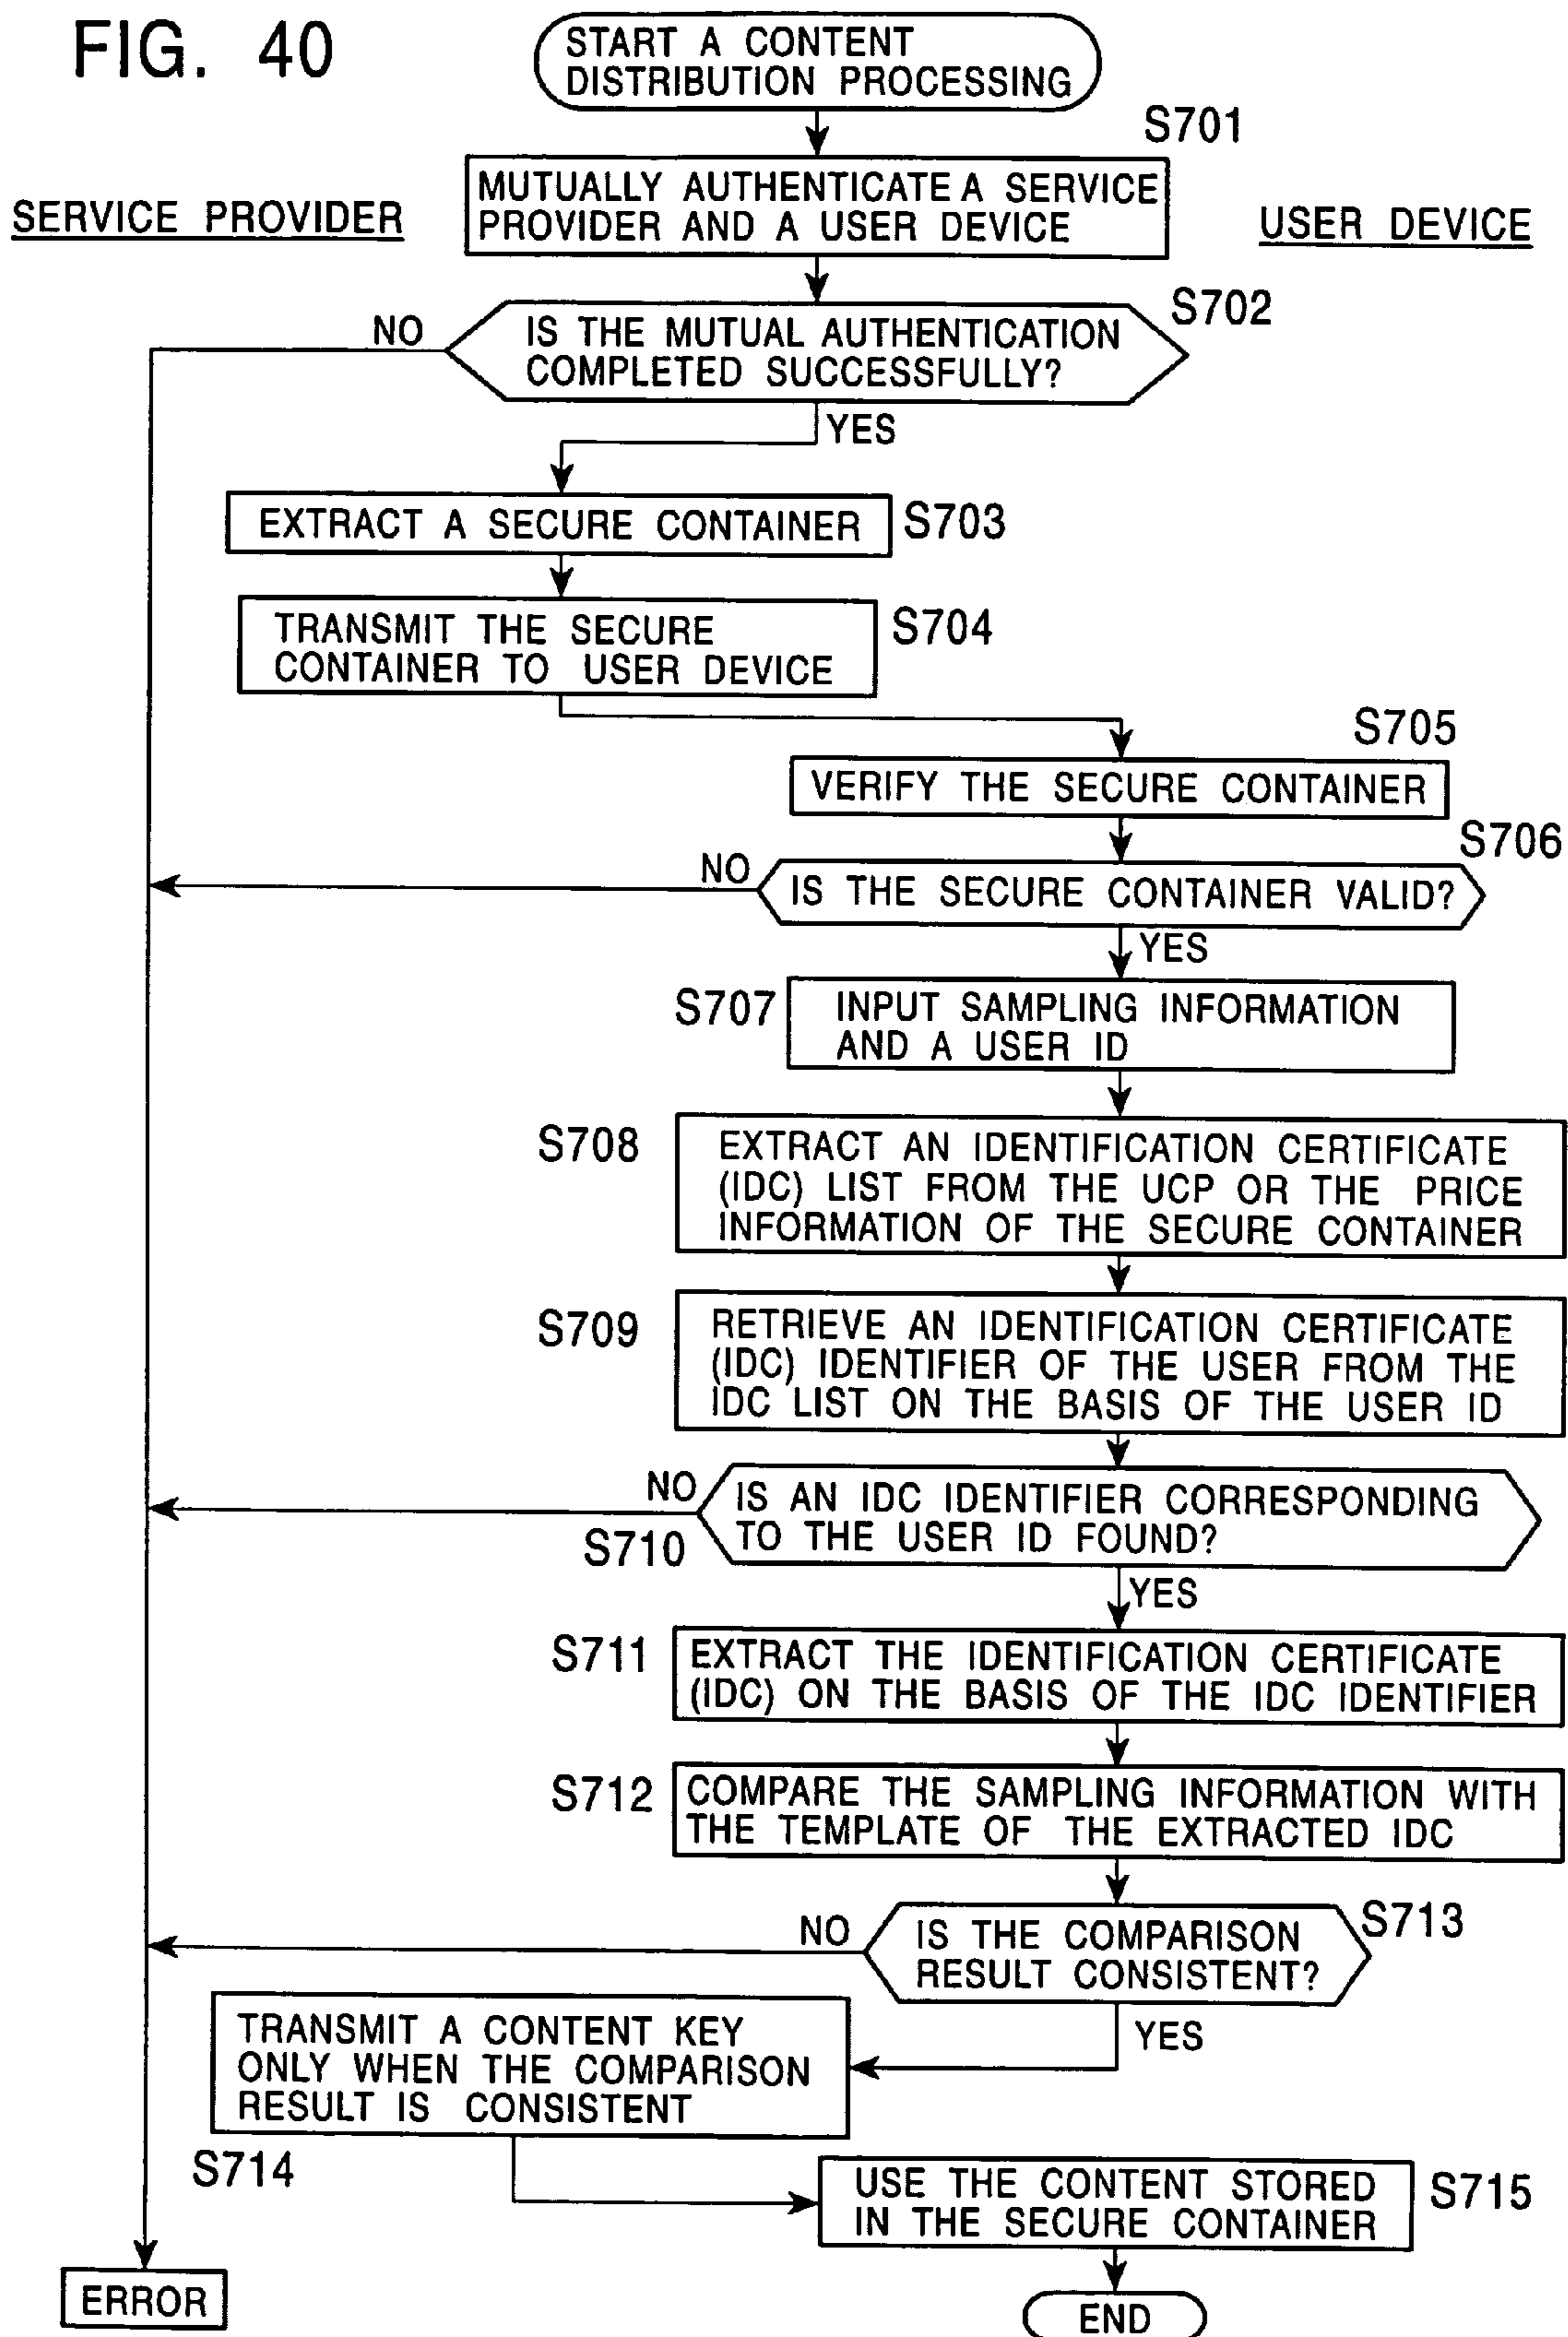 FIG. 40
START A CONTENT
DISTRIBUTION PROCESSING
S701
MUTUALLY AUTHENTICATE A SERVICE
PROVIDER AND A USER DEVICE
SERVICE PROVIDER
USER DEVICE
S702
NO
IS THE MUTUAL AUTHENTICATION
COMPLETED SUCCESSFULLY?
YES
EXTRACT A SECURE CONTAINER
S703
TRANSMIT THE SECURE
CONTAINER TO USER DEVICE
S704
S705
VERIFY THE SECURE CONTAINER
S706
NO
IS THE SECURE CONTAINER VALID?
YES
S707
INPUT SAMPLING INFORMATION
AND A USER ID
S708
EXTRACT AN IDENTIFICATION CERTIFICATE
(IDC) LIST FROM THE UCP OR THE PRICE
INFORMATION OF THE SECURE CONTAINER
S709
RETRIEVE AN IDENTIFICATION CERTIFICATE
(IDC) IDENTIFIER OF THE USER FROM THE
IDC LIST ON THE BASIS OF THE USER ID
NO
IS AN IDC IDENTIFIER CORRESPONDING
TO THE USER ID FOUND?
S710
YES
S711
EXTRACT THE IDENTIFICATION CERTIFICATE
(IDC) ON THE BASIS OF THE IDC IDENTIFIER
S712
COMPARE THE SAMPLING INFORMATION WITH
THE TEMPLATE OF THE EXTRACTED IDC
S713
NO
IS THE COMPARISON
RESULT CONSISTENT?
YES
TRANSMIT A CONTENT KEY
ONLY WHEN THE COMPARISON
RESULT IS CONSISTENT
S714
USE THE CONTENT STORED
IN THE SECURE CONTAINER
S715
ERROR
END